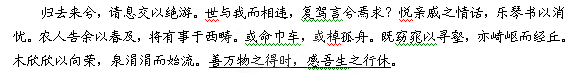 归去来兮，请息交以绝游。世与我而相违，复驾言兮焉求？悦亲戚之情话，乐琴书以消
忧。农人告余以春及，将有事于西畴。或命巾车，或棹孤舟。既窈窕以寻壑，亦崎岖而经丘。
木欣欣以向荣，泉涓涓而始流。善万物之得时，感吾生之行休。